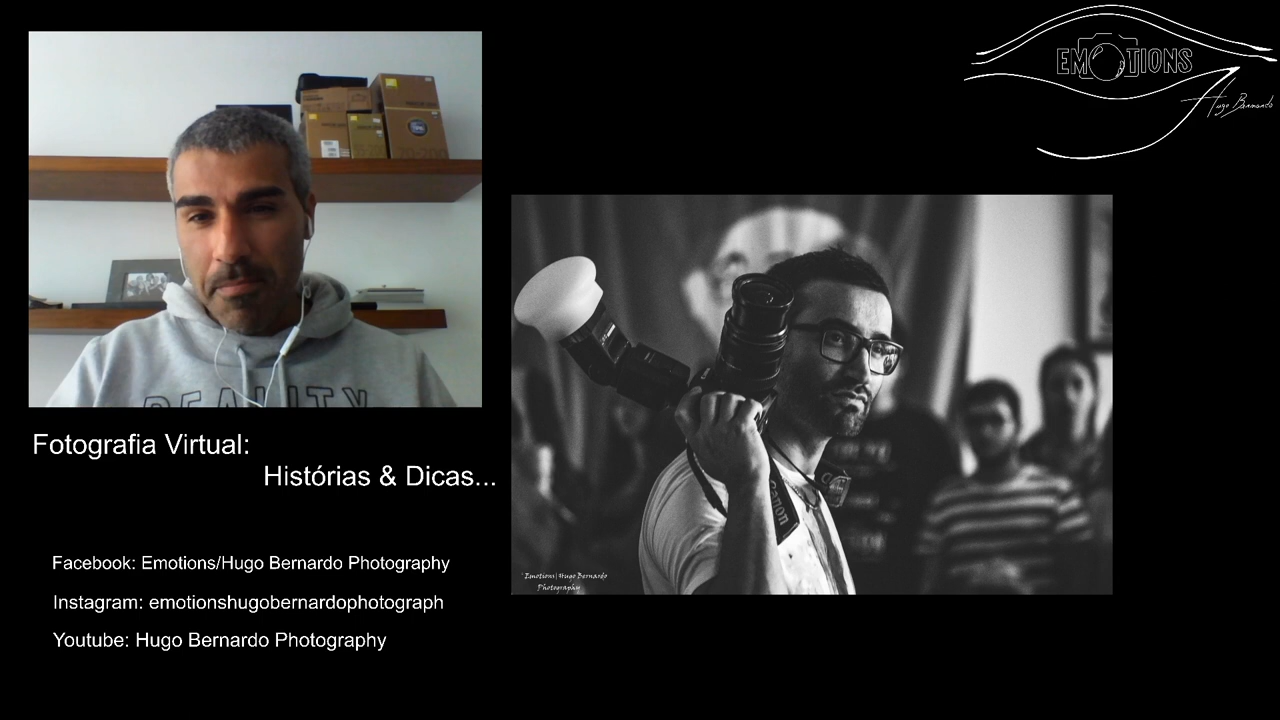 EMOTIONS
Hugo Bernardo
REALITY
Canon
Emotions|Hugo Bernardo
Photography
Fotografia Virtual:
Histórias & Dicas...
Facebook: Emotions/Hugo Bernardo Photography
Instagram: emotionshugobernardophotograph
Youtube: Hugo Bernardo Photography